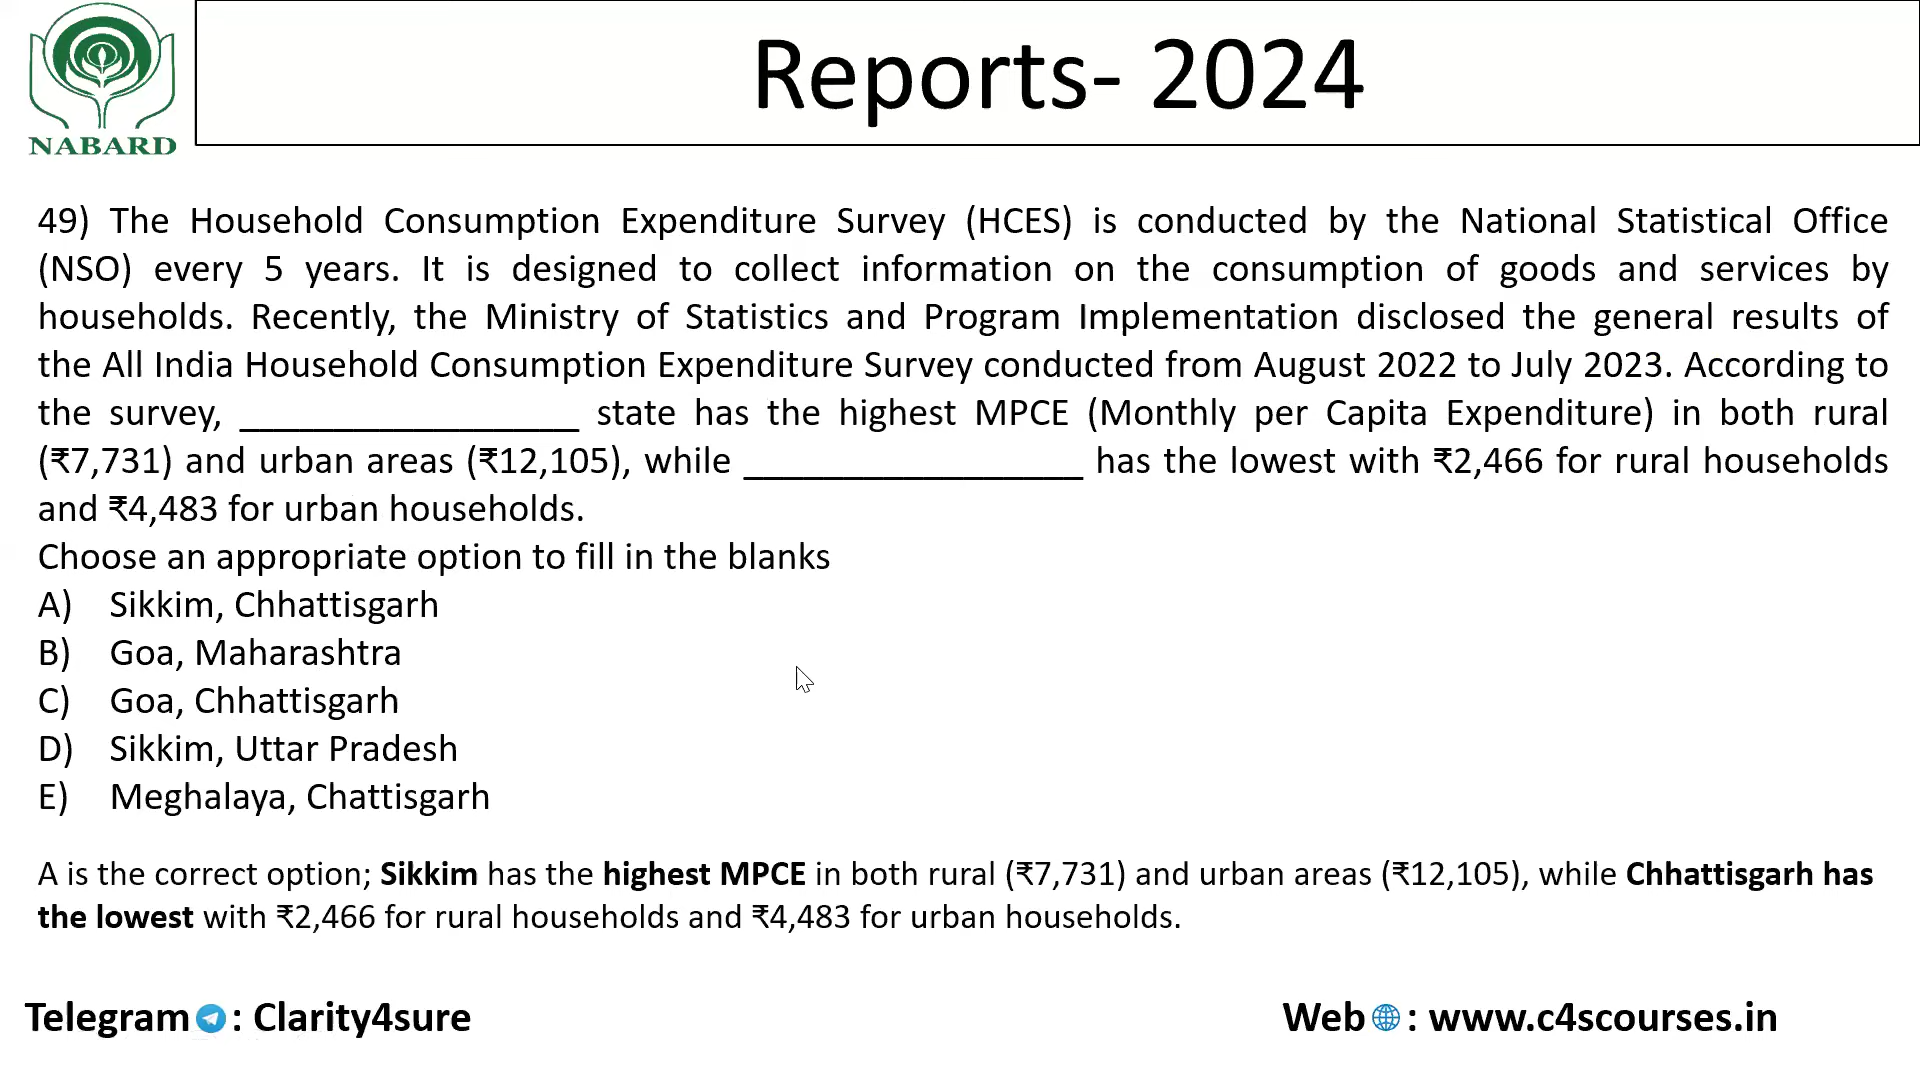 NABARD
Reports- 2024
49) The Household Consumption Expenditure Survey (HCES) is conducted by the National Statistical Office
(NSO) every 5 years. It is designed to collect information on the consumption of goods and services by
households. Recently, the Ministry of Statistics and Program Implementation disclosed the general results of
the All India Household Consumption Expenditure Survey conducted from August 2022 to July 2023. According to
the survey, _________________ state has the highest MPCE (Monthly per Capita Expenditure) in both rural
(₹7,731) and urban areas (₹12,105), while _________________ has the lowest with ₹2,466 for rural households
and ₹4,483 for urban households.
Choose an appropriate option to fill in the blanks
A) Sikkim, Chhattisgarh
B) Goa, Maharashtra
C) Goa, Chhattisgarh
D) Sikkim, Uttar Pradesh
E) Meghalaya, Chattisgarh
A is the correct option; Sikkim has the highest MPCE in both rural (₹7,731) and urban areas (₹12,105), while Chhattisgarh has
the lowest with ₹2,466 for rural households and ₹4,483 for urban households.
Telegram : Clarity4sure
Web : www.c4scourses.in